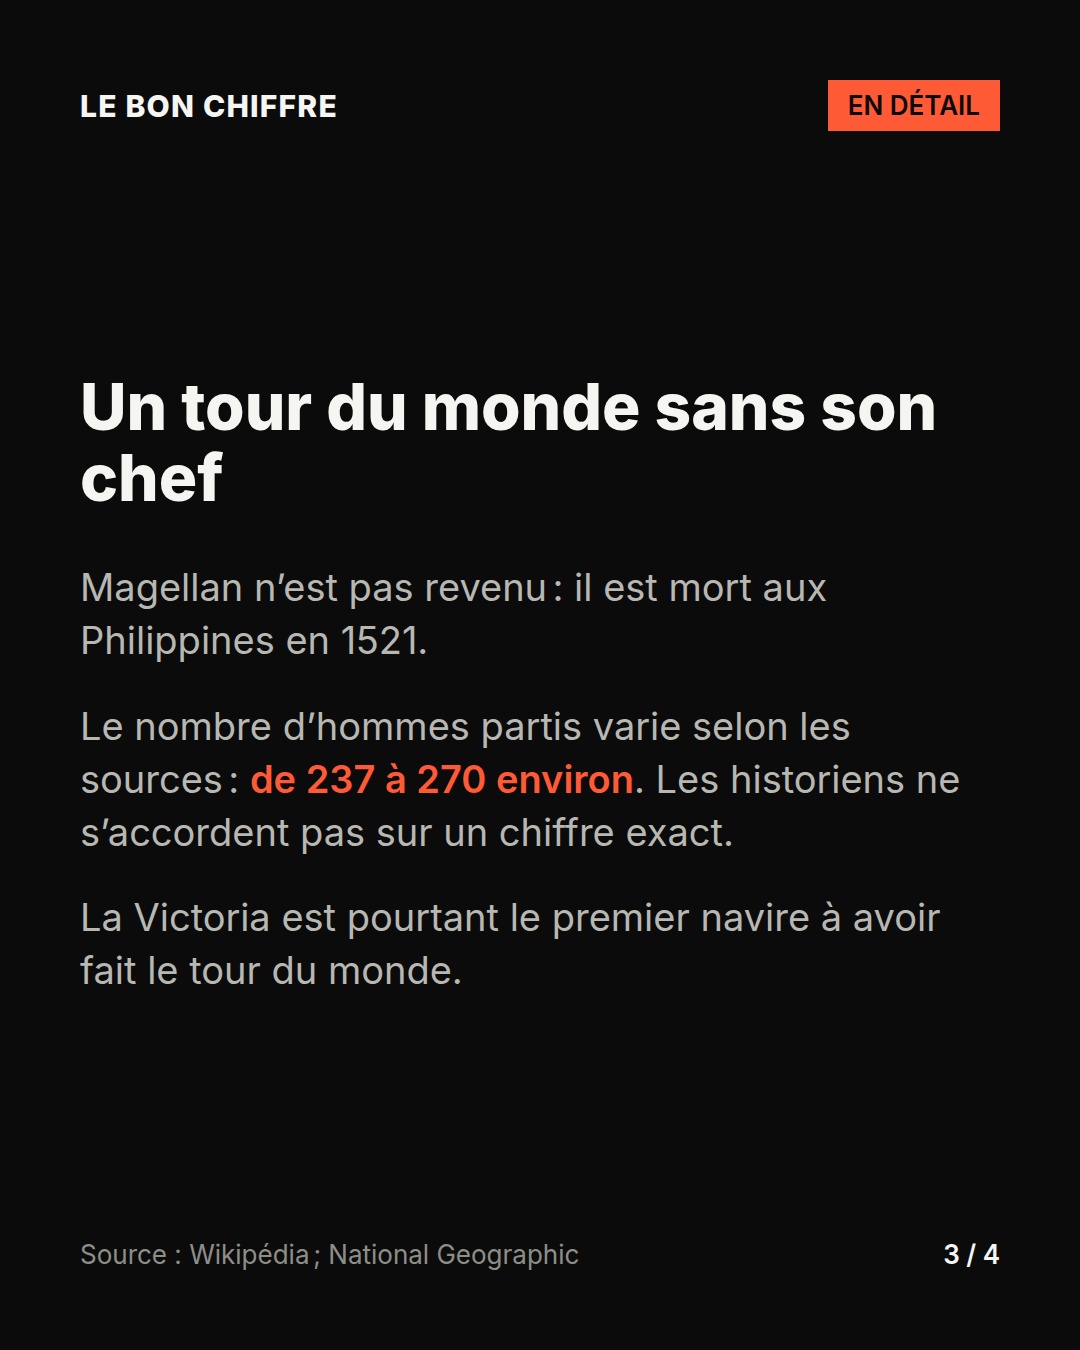 LE BON CHIFFRE
EN DÉTAIL
Un tour du monde sans son
chef
Magellan n’est pas revenu : il est mort aux
Philippines en 1521.
Le nombre d’hommes partis varie selon les
sources : de 237 à 270 environ. Les historiens ne
s’accordent pas sur un chiffre exact.
La Victoria est pourtant le premier navire à avoir
fait le tour du monde.
Source : Wikipédia ; National Geographic
3 / 4